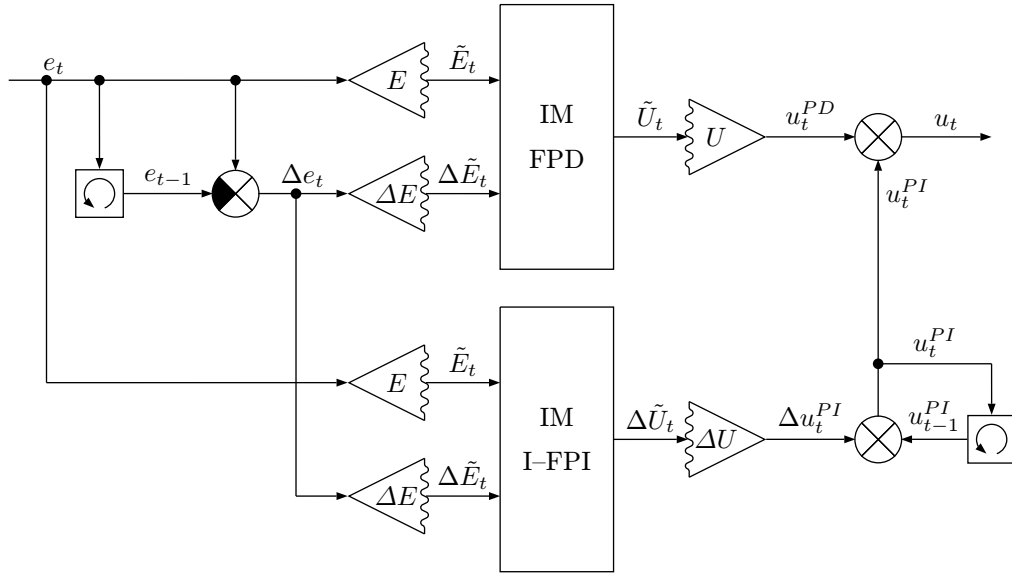 e_t
E
Ẽ_t
IM
FPD
Ũ_t
U
u_t^{PD}
u_t
e_{t−1}
Δe_t
ΔE
ΔẼ_t
u_t^{PI}
E
Ẽ_t
IM
I–FPI
u_t^{PI}
ΔŨ_t
ΔU
Δu_t^{PI}
u_{t−1}^{PI}
ΔE
ΔẼ_t